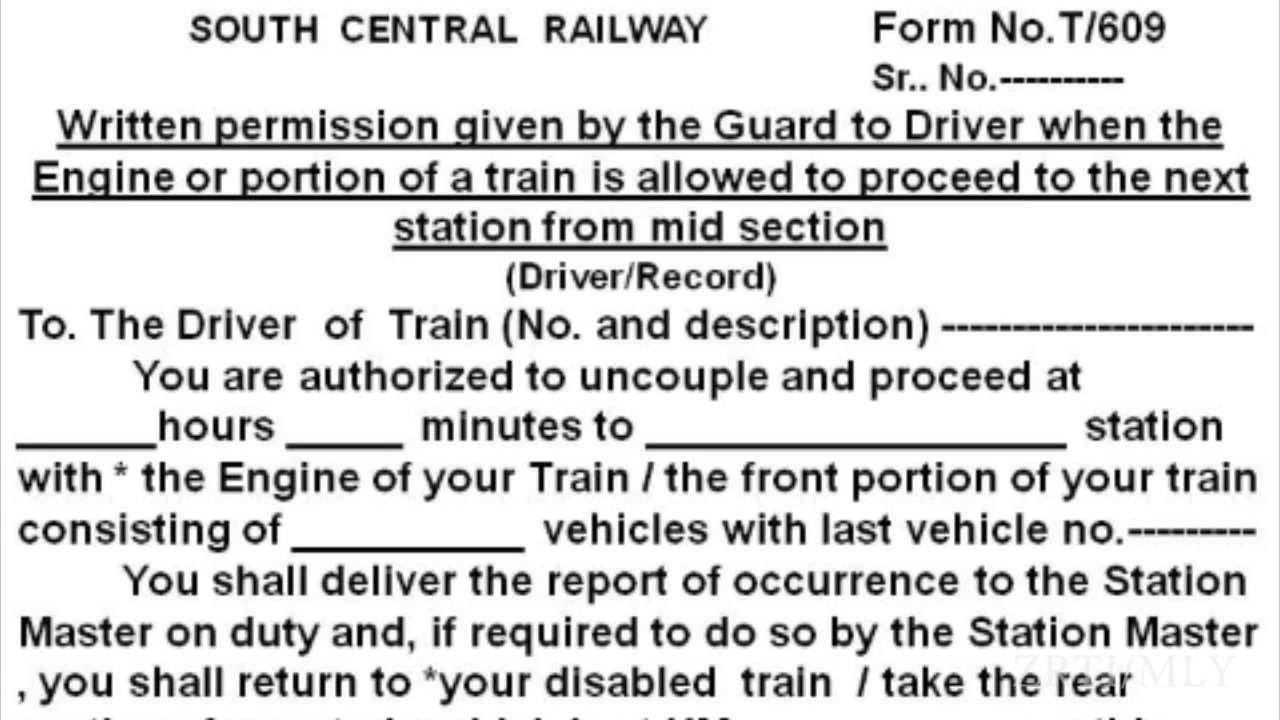 SOUTH CENTRAL RAILWAY Form No.T/609
Sr.. No.----------
Written permission given by the Guard to Driver when the
Engine or portion of a train is allowed to proceed to the next
station from mid section
(Driver/Record)
To. The Driver of Train (No. and description) ----------------------
You are authorized to uncouple and proceed at
______hours _____ minutes to __________________ station
with * the Engine of your Train / the front portion of your train
consisting of __________ vehicles with last vehicle no.---------
You shall deliver the report of occurrence to the Station
Master on duty and, if required to do so by the Station Master
, you shall return to *your disabled train / take the rear
ZRTI/MLY